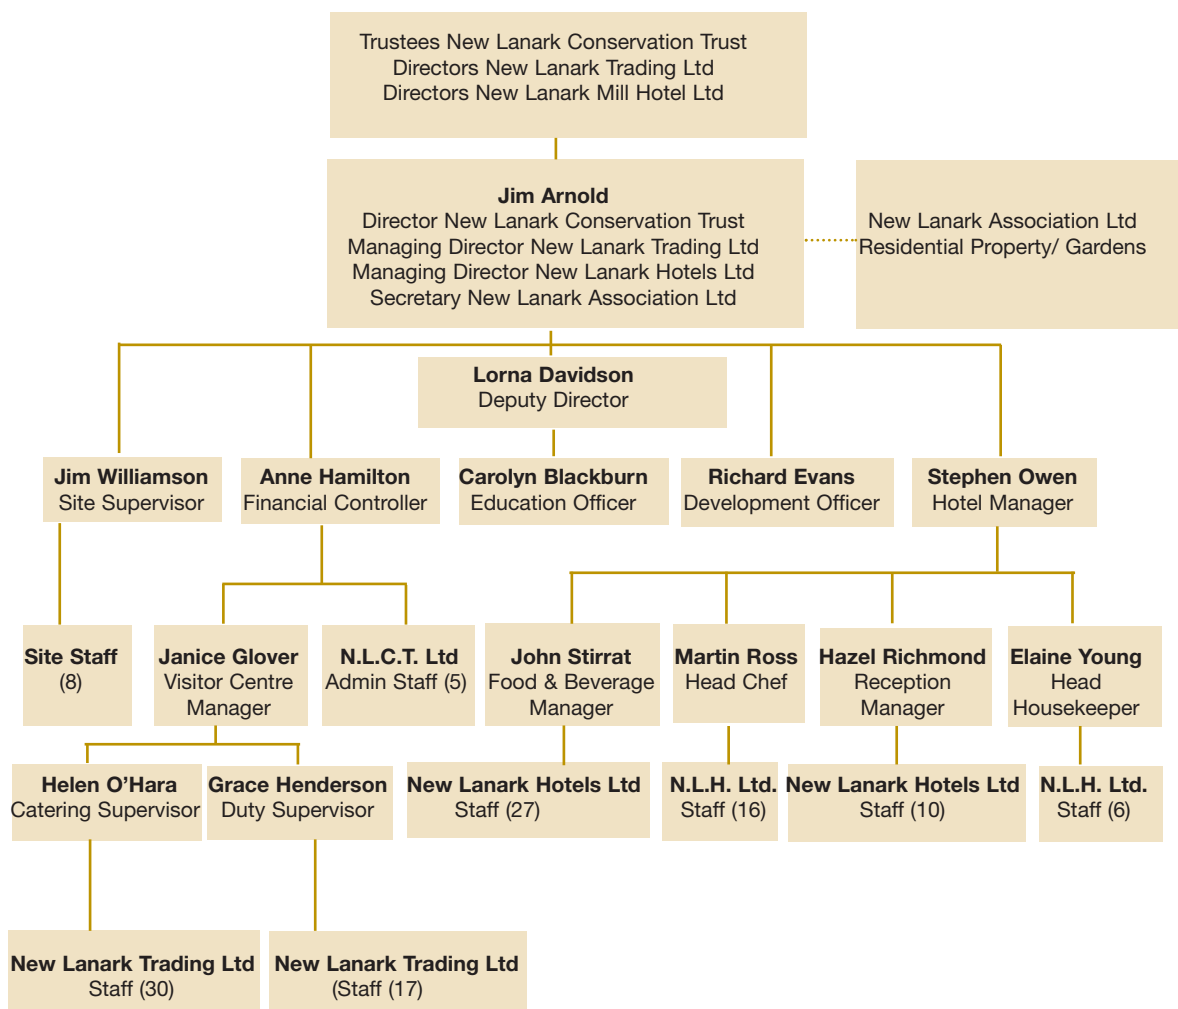 Trustees New Lanark Conservation Trust
Directors New Lanark Trading Ltd
Directors New Lanark Mill Hotel Ltd
Jim Arnold
Director New Lanark Conservation Trust
Managing Director New Lanark Trading Ltd
Managing Director New Lanark Hotels Ltd
Secretary New Lanark Association Ltd
New Lanark Association Ltd
Residential Property/ Gardens
Lorna Davidson
Deputy Director
Jim Williamson
Site Supervisor
Anne Hamilton
Financial Controller
Carolyn Blackburn
Education Officer
Richard Evans
Development Officer
Stephen Owen
Hotel Manager
Site Staff
(8)
Janice Glover
Visitor Centre
Manager
N.L.C.T. Ltd
Admin Staff (5)
John Stirrat
Food & Beverage
Manager
Martin Ross
Head Chef
Hazel Richmond
Reception
Manager
Elaine Young
Head
Housekeeper
Helen O’Hara
Catering Supervisor
Grace Henderson
Duty Supervisor
New Lanark Hotels Ltd
Staff (27)
N.L.H. Ltd.
Staff (16)
New Lanark Hotels Ltd
Staff (10)
N.L.H. Ltd.
Staff (6)
New Lanark Trading Ltd
Staff (30)
New Lanark Trading Ltd
(Staff (17)